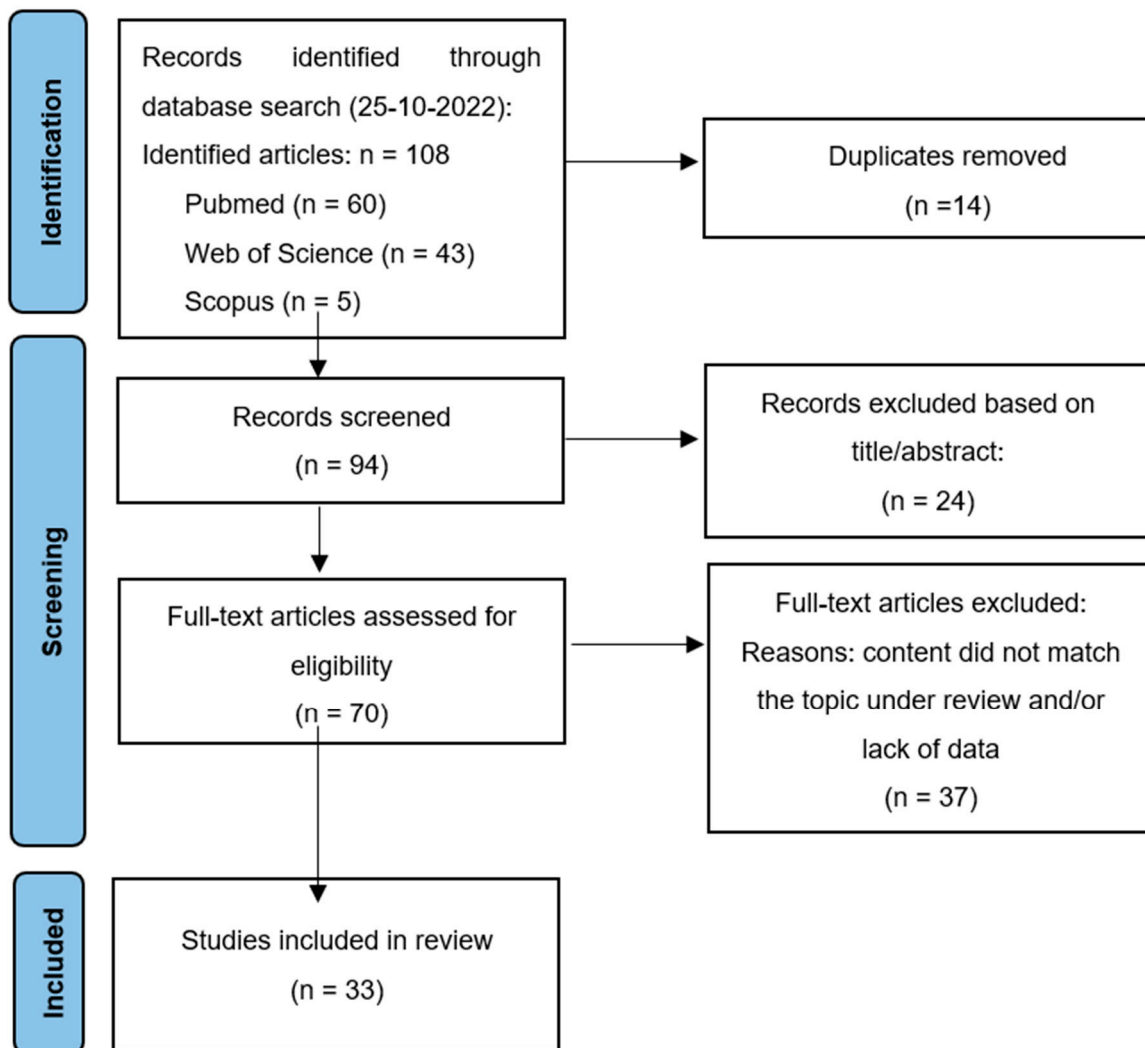 Identification
Records identified through
database search (25-10-2022):
Identified articles: n = 108
Pubmed (n = 60)
Web of Science (n = 43)
Scopus (n = 5)
Duplicates removed
(n =14)
Screening
Records screened
(n = 94)
Records excluded based on
title/abstract:
(n = 24)
Full-text articles assessed for
eligibility
(n = 70)
Full-text articles excluded:
Reasons: content did not match
the topic under review and/or
lack of data
(n = 37)
Included
Studies included in review
(n = 33)